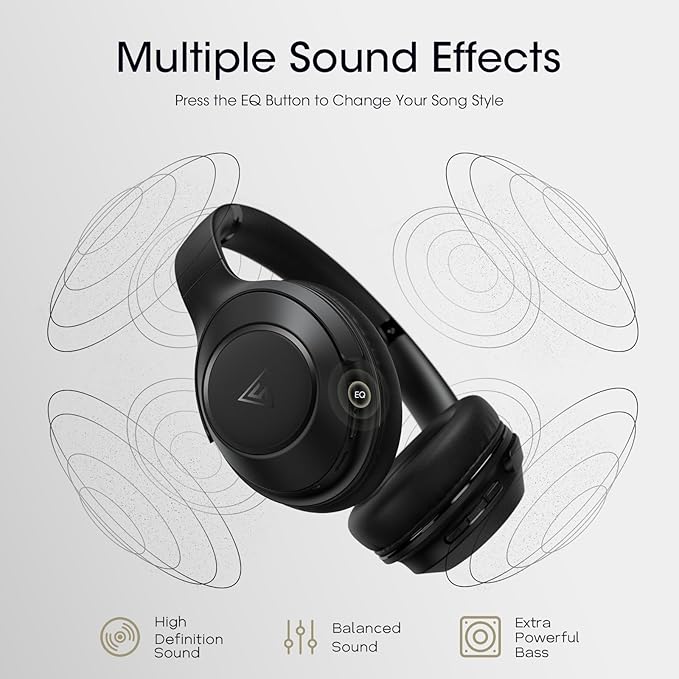 Multiple Sound Effects
Press the EQ Button to Change Your Song Style
EQ
High
Definition
Sound
Balanced
Sound
Extra
Powerful
Bass